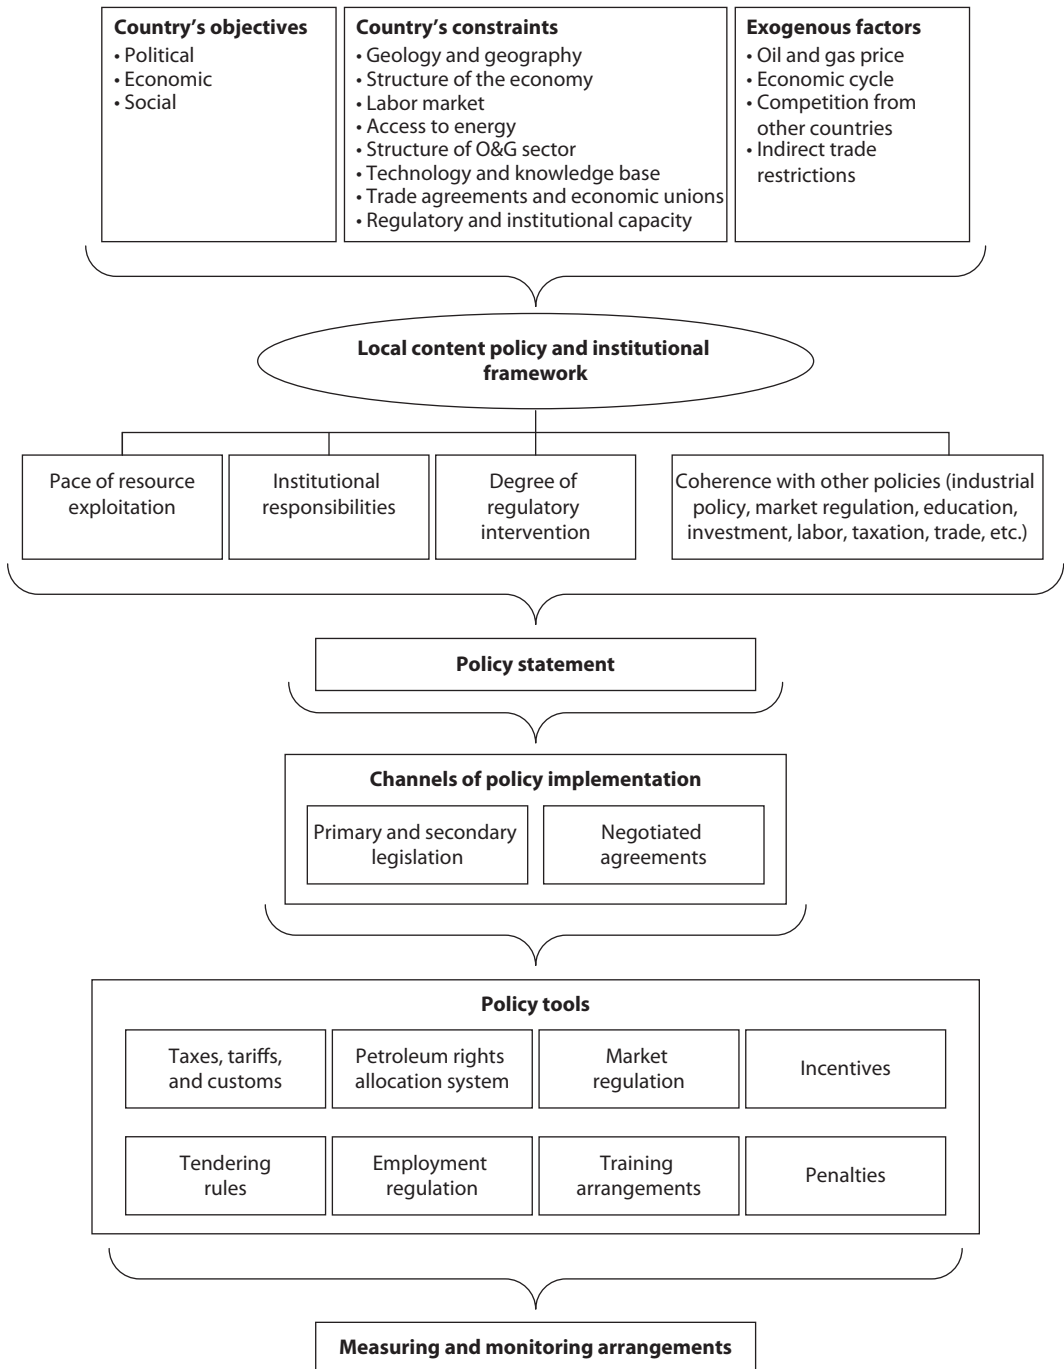 Country's objectives
• Political
• Economic
• Social
Country's constraints
• Geology and geography
• Structure of the economy
• Labor market
• Access to energy
• Structure of O&G sector
• Technology and knowledge base
• Trade agreements and economic unions
• Regulatory and institutional capacity
Exogenous factors
• Oil and gas price
• Economic cycle
• Competition from
other countries
• Indirect trade
restrictions
Local content policy and institutional
framework
Pace of resource
exploitation
Institutional
responsibilities
Degree of
regulatory
intervention
Coherence with other policies (industrial
policy, market regulation, education,
investment, labor, taxation, trade, etc.)
Policy statement
Channels of policy implementation
Primary and secondary
legislation
Negotiated
agreements
Policy tools
Taxes, tariffs,
and customs
Petroleum rights
allocation system
Market
regulation
Incentives
Tendering
rules
Employment
regulation
Training
arrangements
Penalties
Measuring and monitoring arrangements